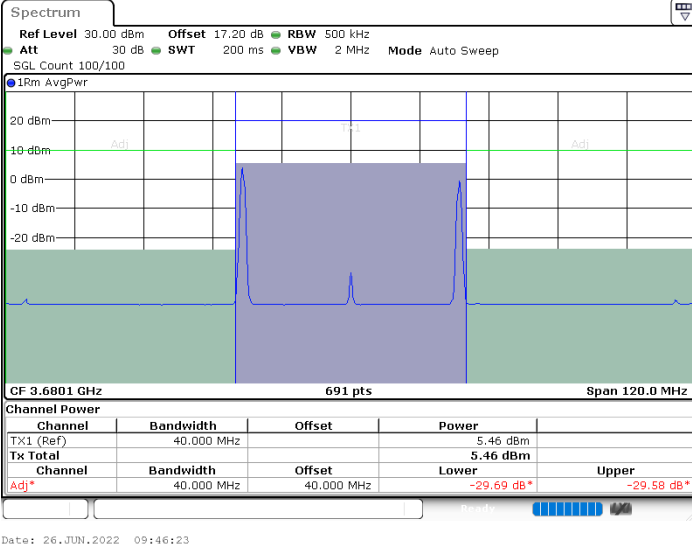 Spectrum
Ref Level 30.00 dBm Offset 17.20 dB RBW 500 kHz
Att 30 dB SWT 200 ms VBW 2 MHz Mode Auto Sweep
SGL Count 100/100
1Rm AvgPwr
20 dBm
TX1
Adj Adj
10 dBm
0 dBm
-10 dBm
-20 dBm
CF 3.6801 GHz 691 pts Span 120.0 MHz
Channel Power
Channel Bandwidth Offset Power
TX1 (Ref) 40.000 MHz 5.46 dBm
Tx Total 5.46 dBm
Channel Bandwidth Offset Lower Upper
Adj* 40.000 MHz 40.000 MHz -29.69 dB* -29.58 dB*
Ready
Date: 26.JUN.2022 09:46:23